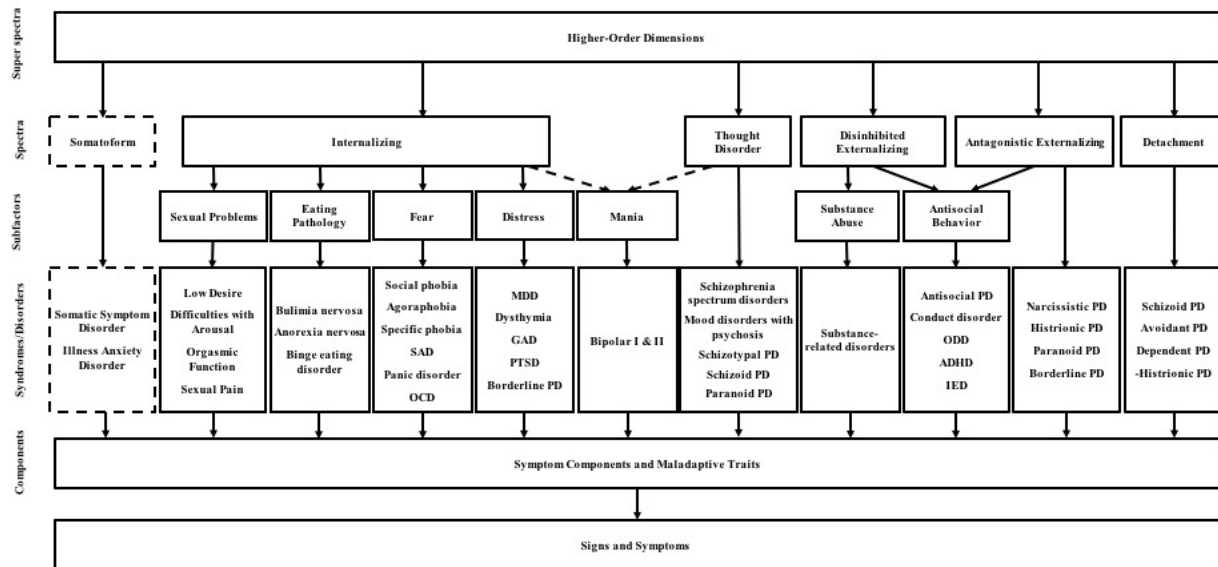 Super spectra
Higher-Order Dimensions
Spectra
Somatoform
Internalizing
Thought
Disorder
Disinhibited
Externalizing
Antagonistic Externalizing
Detachment
Subfactors
Sexual Problems
Eating
Pathology
Fear
Distress
Mania
Substance
Abuse
Antisocial
Behavior
Syndromes/Disorders
Somatic Symptom
Disorder
Illness Anxiety
Disorder
Low Desire
Difficulties with
Arousal
Orgasmic
Function
Sexual Pain
Bulimia nervosa
Anorexia nervosa
Binge eating
disorder
Social phobia
Agoraphobia
Specific phobia
SAD
Panic disorder
OCD
MDD
Dysthymia
GAD
PTSD
Borderline PD
Bipolar I & II
Schizophrenia
spectrum disorders
Mood disorders with
psychosis
Schizotypal PD
Schizoid PD
Paranoid PD
Substance-
related disorders
Antisocial PD
Conduct disorder
ODD
ADHD
IED
Narcissistic PD
Histrionic PD
Paranoid PD
Borderline PD
Schizoid PD
Avoidant PD
Dependent PD
-Histrionic PD
Components
Symptom Components and Maladaptive Traits
Signs and Symptoms